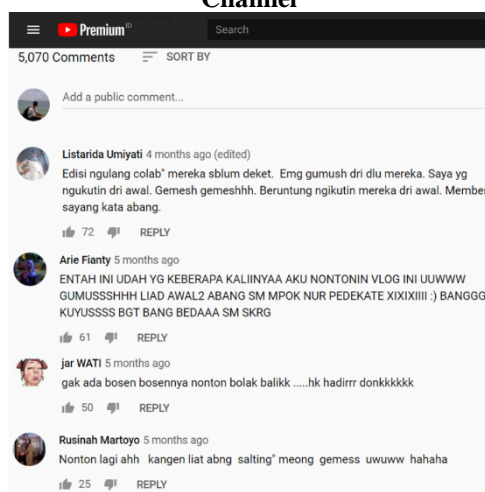 Channel
Premium ID
Search
5,070 Comments SORT BY
Add a public comment...
Listarida Umiyati 4 months ago (edited)
Edisi ngulang colab" mereka sblum deket. Emg gumush dri dlu mereka. Saya yg
ngukutin dri awal. Gemesh gemeshhh. Beruntung ngikutin mereka dri awal. Member
sayang kata abang.
72 REPLY
Arie Fianty 5 months ago
ENTAH INI UDAH YG KEBERAPA KALIINYAA AKU NONTONIN VLOG INI UUWWW
GUMUSSSHHH LIAD AWAL2 ABANG SM MPOK NUR PEDEKATE XIXIXIIII :) BANGGG
KUYUSSSS BGT BANG BEDAAA SM SKRG
61 REPLY
jar WATI 5 months ago
gak ada bosen bosennya nonton bolak balikk .....hk hadirrr donkkkkkk
50 REPLY
Rusinah Martoyo 5 months ago
Nonton lagi ahh kangen liat abng salting" meong gemess uwuww hahaha
25 REPLY